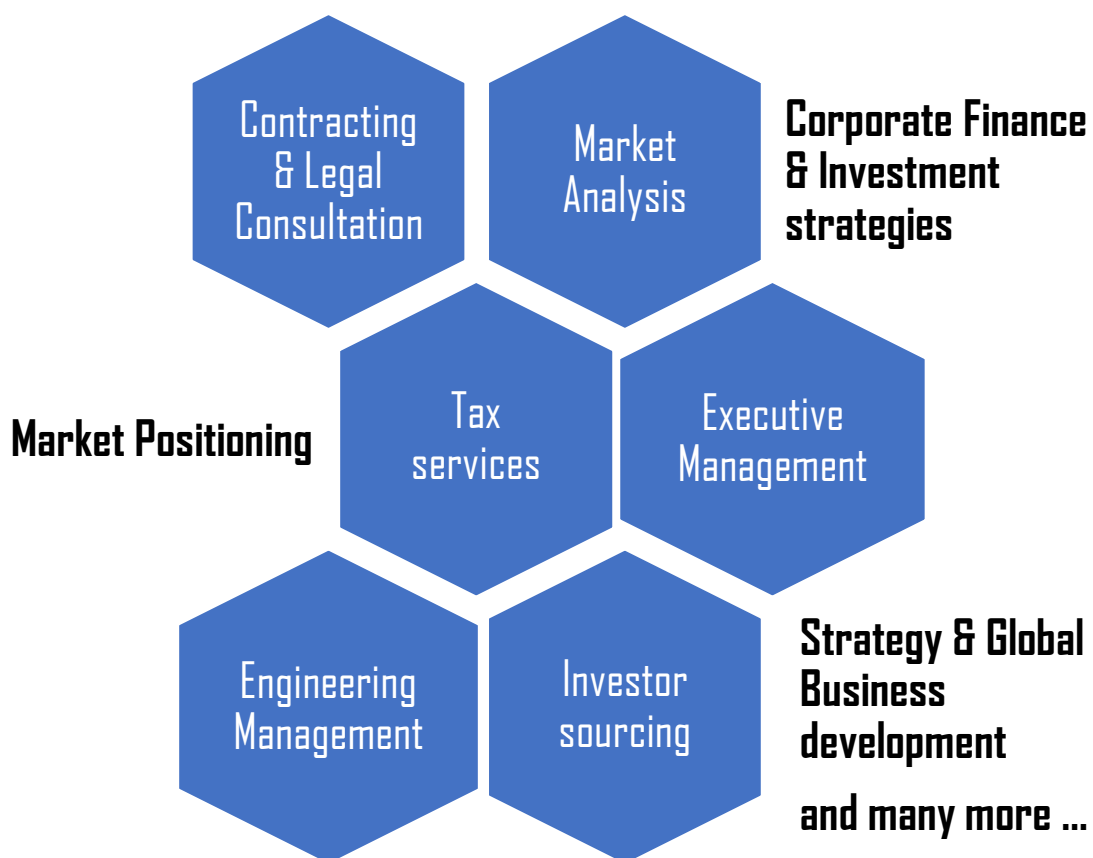 Contracting
& Legal
Consultation
Market
Analysis
Corporate Finance
& Investment
strategies
Market Positioning
Tax
services
Executive
Management
Engineering
Management
Investor
sourcing
Strategy & Global
Business
development
and many more ...